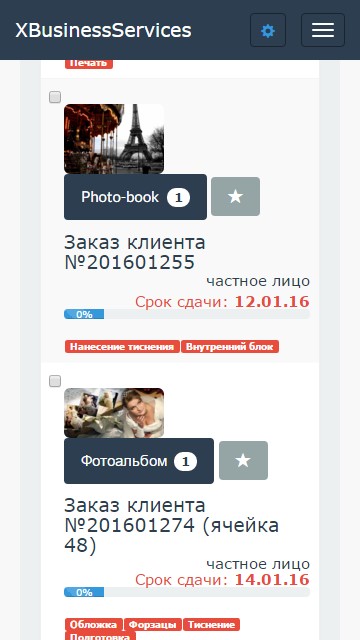 XBusinessServices
Печать
Photo-book 1
Заказ клиента
№201601255
частное лицо
Срок сдачи: 12.01.16
0%
Нанесение тиснения Внутренний блок
Фотоальбом 1
Заказ клиента
№201601274 (ячейка
48)
частное лицо
Срок сдачи: 14.01.16
0%
Обложка Форзацы Тиснение
Подготовка